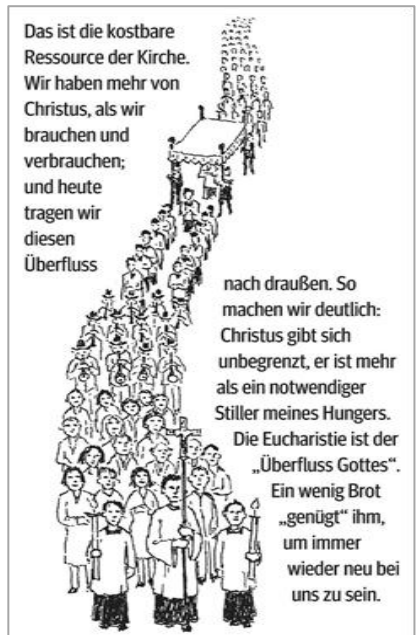 Das ist die kostbare
Ressource der Kirche.
Wir haben mehr von
Christus, als wir
brauchen und
verbrauchen;
und heute
tragen wir
diesen
Überfluss
nach draußen. So
machen wir deutlich:
Christus gibt sich
unbegrenzt, er ist mehr
als ein notwendiger
Stiller meines Hungers.
Die Eucharistie ist der
„Überfluss Gottes“.
Ein wenig Brot
„genügt“ ihm,
um immer
wieder neu bei
uns zu sein.